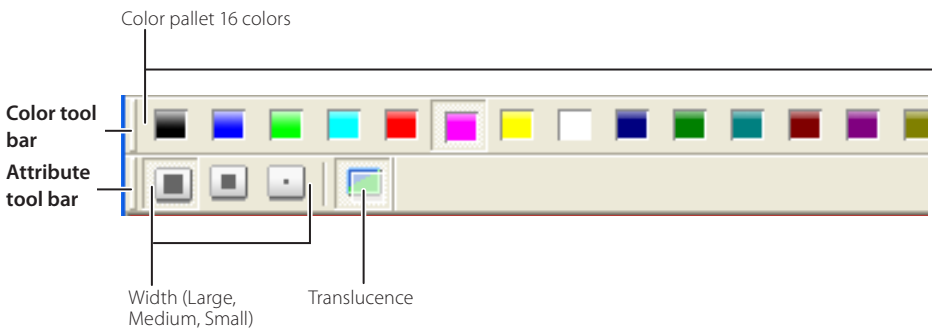 Color pallet 16 colors
Color tool
bar
Attribute
tool bar
Width (Large,
Medium, Small)
Translucence